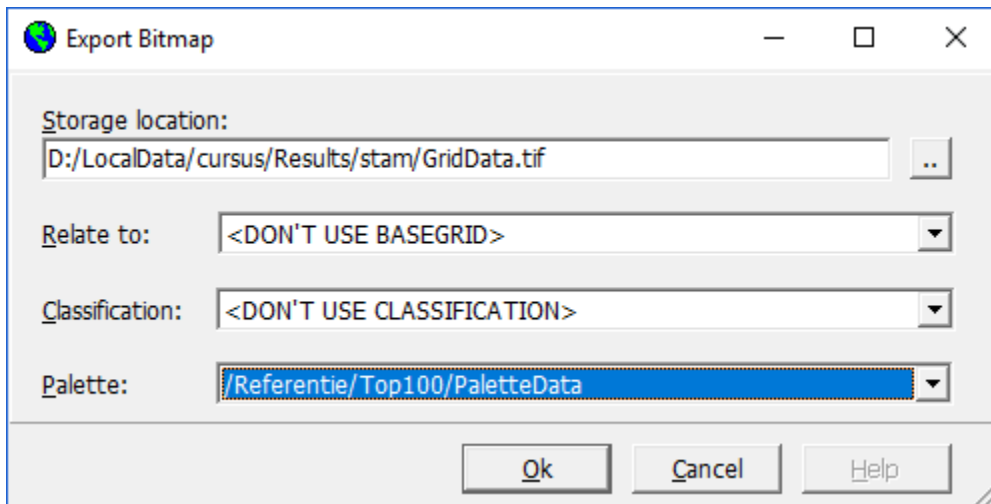 Export Bitmap
Storage location:
D:/LocalData/cursus/Results/stam/GridData.tif
..
Relate to: <DON'T USE BASEGRID>
Classification: <DON'T USE CLASSIFICATION>
Palette: /Referentie/Top100/PaletteData
Ok Cancel Help